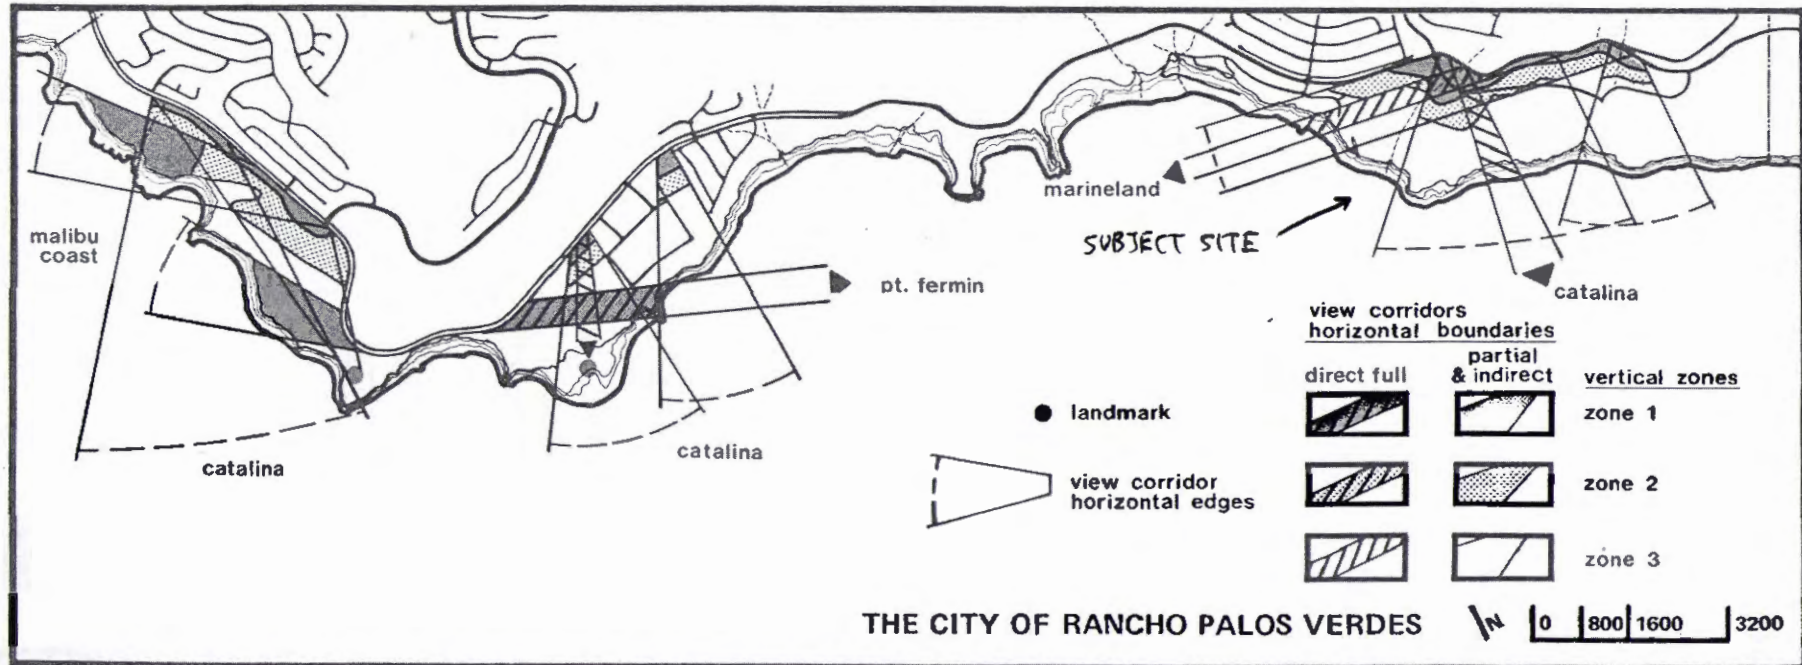 malibu
coast
catalina
catalina
pt. fermin
marineland
SUBJECT SITE
catalina
landmark
view corridor
horizontal edges
view corridors
horizontal boundaries
direct full
partial
& indirect
vertical zones
zone 1
zone 2
zone 3
THE CITY OF RANCHO PALOS VERDES
N
0 800 1600 3200